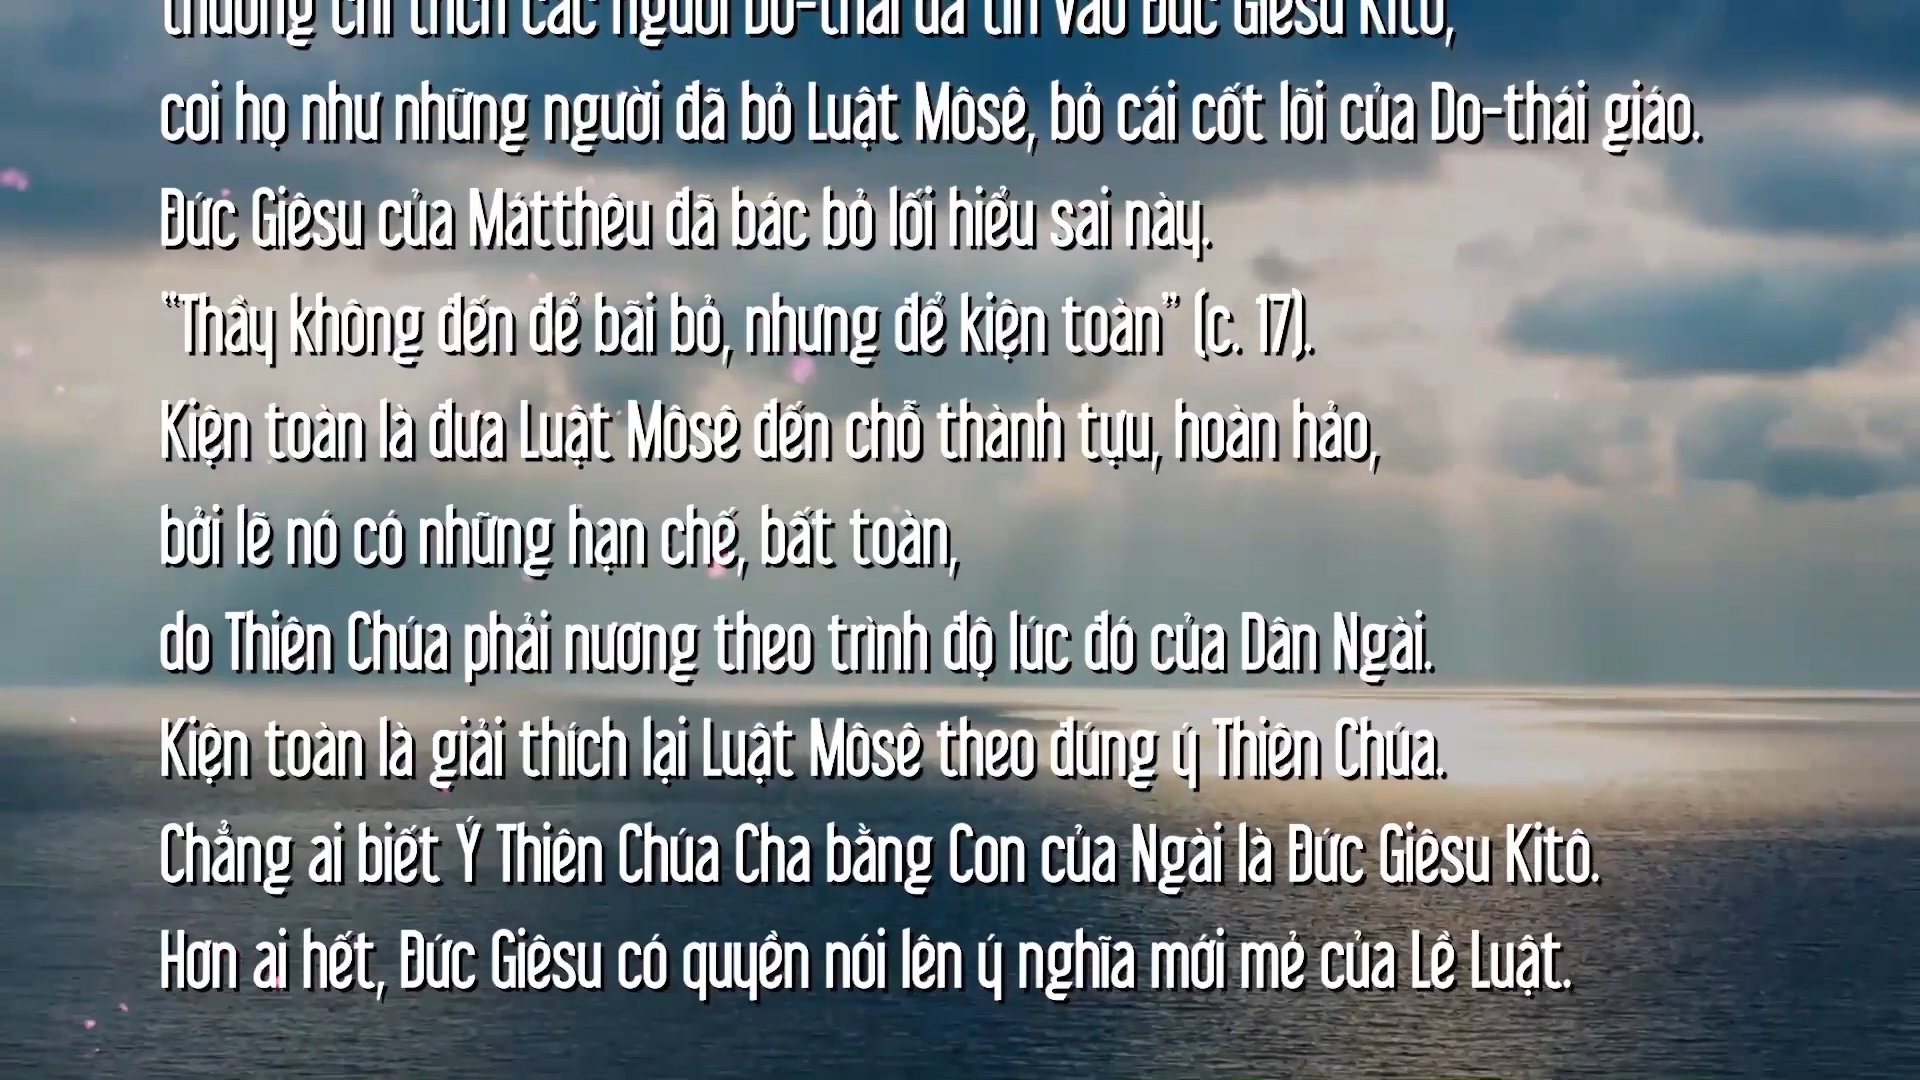 thường chỉ trích các người Do-thái đã tin vào Đức Giêsu Kitô,
coi họ như những người đã bỏ Luật Môsê, bỏ cái cốt lõi của Do-thái giáo.
Đức Giêsu của Mátthêu đã bác bỏ lối hiểu sai này.
“Thầy không đến để bãi bỏ, nhưng để kiện toàn” (c. 17).
Kiện toàn là đưa Luật Môsê đến chỗ thành tựu, hoàn hảo,
bởi lẽ nó có những hạn chế, bất toàn,
do Thiên Chúa phải nương theo trình độ lúc đó của Dân Ngài.
Kiện toàn là giải thích lại Luật Môsê theo đúng ý Thiên Chúa.
Chẳng ai biết Ý Thiên Chúa Cha bằng Con của Ngài là Đức Giêsu Kitô.
Hơn ai hết, Đức Giêsu có quyền nói lên ý nghĩa mới mẻ của Lề Luật.